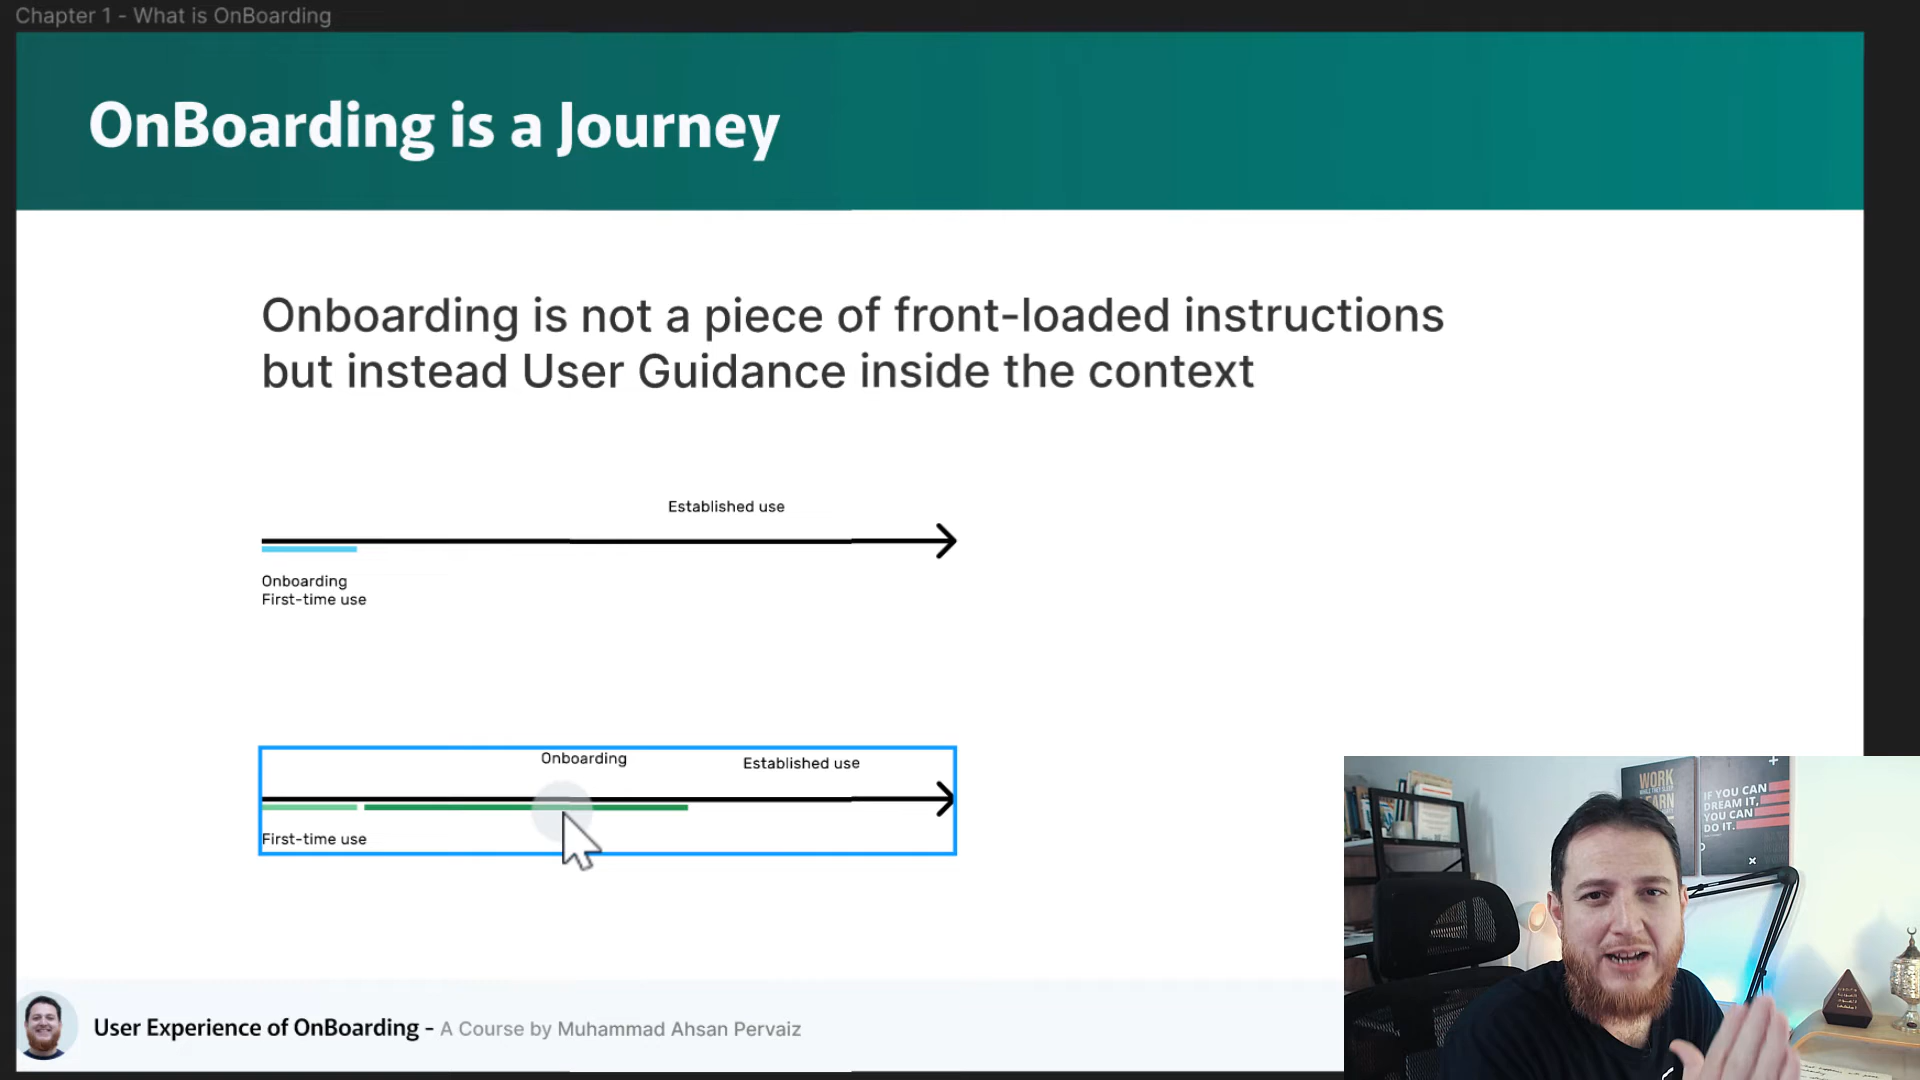 Chapter 1 - What is OnBoarding
OnBoarding is a Journey
Onboarding is not a piece of front-loaded instructions
but instead User Guidance inside the context
Established use
Onboarding
First-time use
Onboarding
Established use
First-time use
WORK
IF YOU CAN
DREAM IT,
YOU CAN
DO IT.
User Experience of OnBoarding - A Course by Muhammad Ahsan Pervaiz